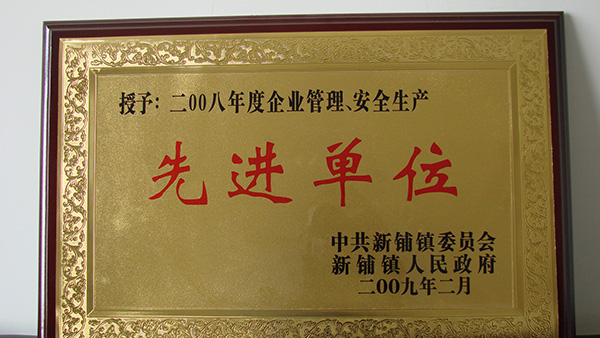 授予：二00八年度企业管理、安全生产
先进单位
中共新铺镇委员会
新铺镇人民政府
二00九年二月